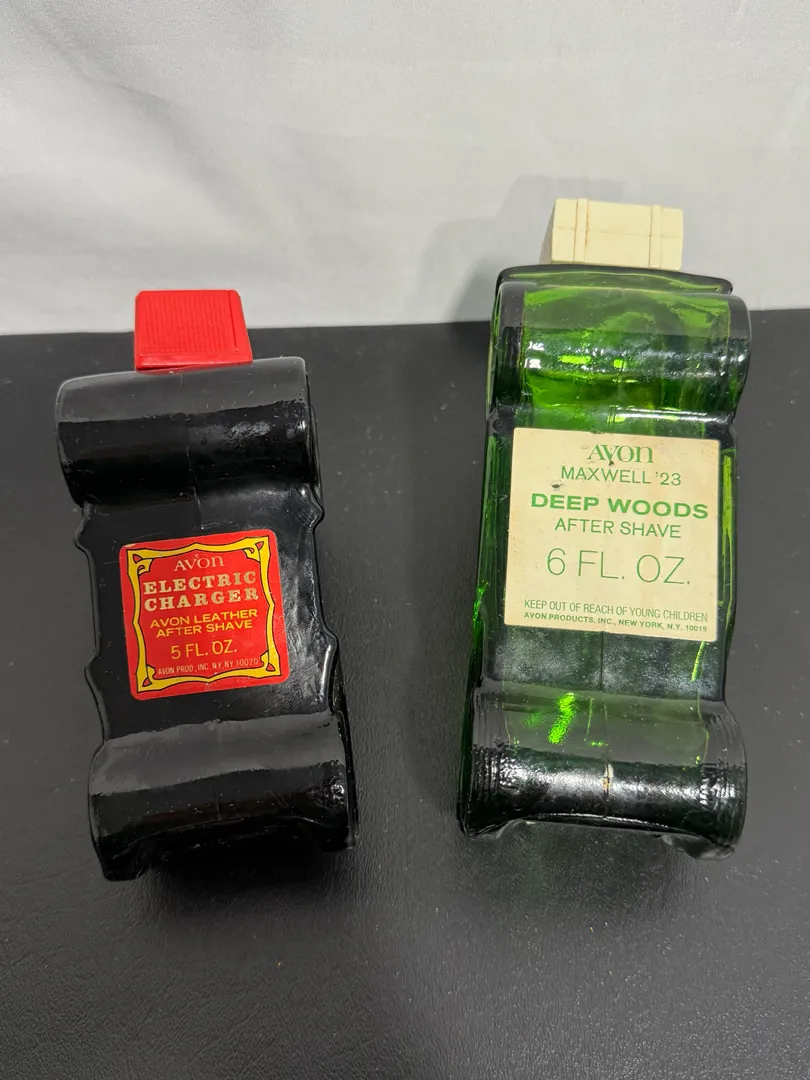 AVON
ELECTRIC
CHARGER
AVON LEATHER
AFTER SHAVE
5 FL. OZ.
AVON PROD., INC. N.Y. NY 10020
AVON
MAXWELL '23
DEEP WOODS
AFTER SHAVE
6 FL. OZ.
KEEP OUT OF REACH OF YOUNG CHILDREN
AVON PRODUCTS, INC., NEW YORK, N.Y. 10019